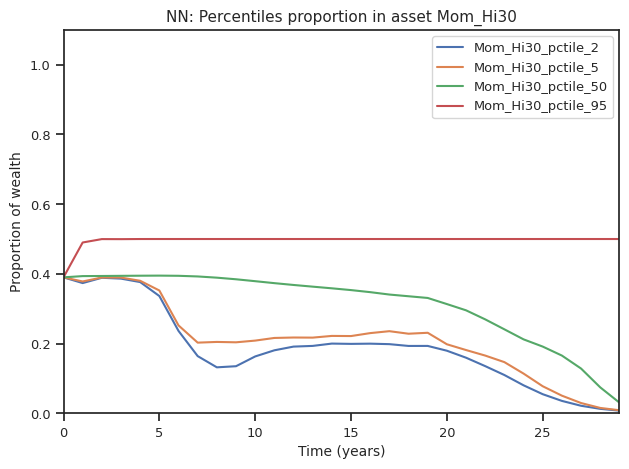 NN: Percentiles proportion in asset Mom_Hi30
Mom_Hi30_pctile_2
Mom_Hi30_pctile_5
Mom_Hi30_pctile_50
Mom_Hi30_pctile_95
Proportion of wealth
1.0
0.8
0.6
0.4
0.2
0.0
0 5 10 15 20 25
Time (years)